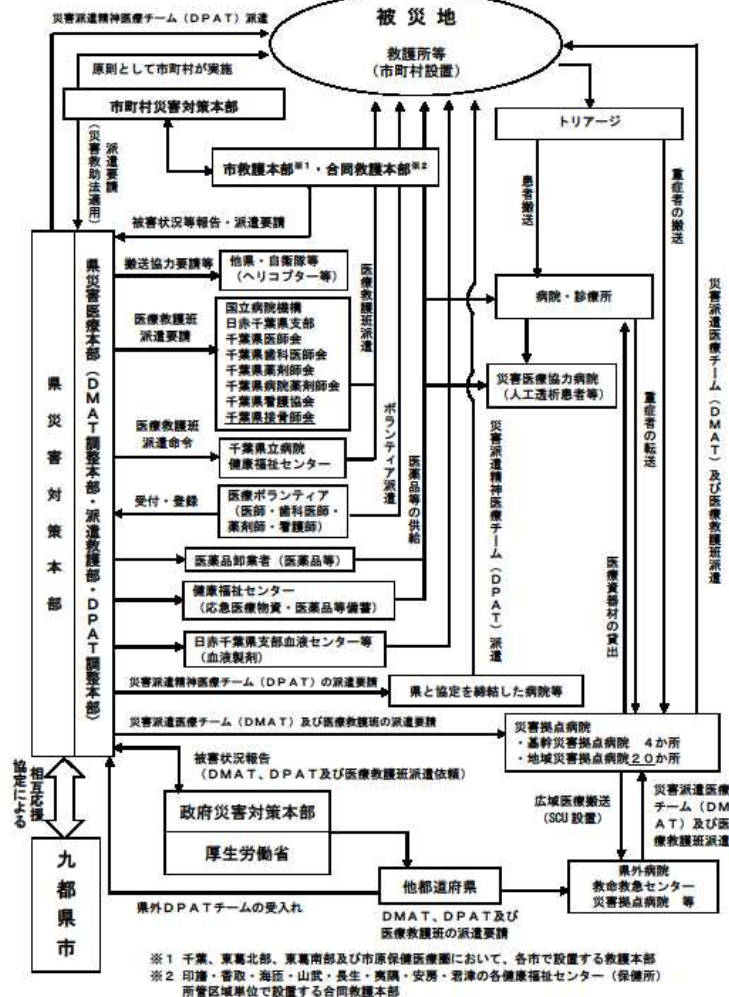 災害派遣精神医療チーム（DPAT）派遣
被災地
救護所等
（市町村設置）
原則として市町村が実施
市町村災害対策本部
トリアージ
派遣要請
（災害救助法適用）
市救護本部※1・合同救護本部※2
患者搬送
重症者の搬送
被害状況等報告・派遣要請
県災害対策本部
県災害医療本部（DMAT調整本部・派遣救護部・DPAT調整本部）
搬送協力要請等
他県・自衛隊等
（ヘリコプター等）
医療救護班派遣
病院・診療所
災害派遣医療チーム（DMAT）及び医療救護班派遣
医療救護班
派遣要請
国立病院機構
日赤千葉県支部
千葉県医師会
千葉県歯科医師会
千葉県薬剤師会
千葉県病院薬剤師会
千葉県看護協会
千葉県接骨師会
災害医療協力病院
（人工透析患者等）
重症者の転送
医療救護班
派遣命令
千葉県立病院
健康福祉センター
ボランティア派遣
医薬品等の供給
災害派遣精神医療チーム（DPAT）派遣
受付・登録
医療ボランティア
（医師・歯科医師・
薬剤師・看護師）
医薬品卸業者（医薬品等）
医療資器材の貸出
健康福祉センター
（応急医療物資・医薬品等備蓄）
日赤千葉県支部血液センター等
（血液製剤）
災害派遣精神医療チーム（DPAT）の派遣要請
県と協定を締結した病院等
災害派遣医療チーム（DMAT）及び医療救護班の派遣要請
災害拠点病院
・基幹災害拠点病院　4か所
・地域災害拠点病院20か所
被害状況報告
（DMAT、DPAT及び医療救護班派遣依頼）
協定による
相互応援
政府災害対策本部
厚生労働省
広域医療搬送
（SCU設置）
災害派遣医療
チーム（DM
AT）及び医
療救護班派遣
九都県市
他都道府県
県外病院
救命救急センター
災害拠点病院　等
県外DPATチームの受入れ
DMAT、DPAT及び
医療救護班の派遣要請
※1 千葉、東葛北部、東葛南部及び市原保健医療圏において、各市で設置する救護本部
※2 印旛・香取・海匝・山武・長生・夷隅・安房・君津の各健康福祉センター（保健所）
所管区域単位で設置する合同救護本部